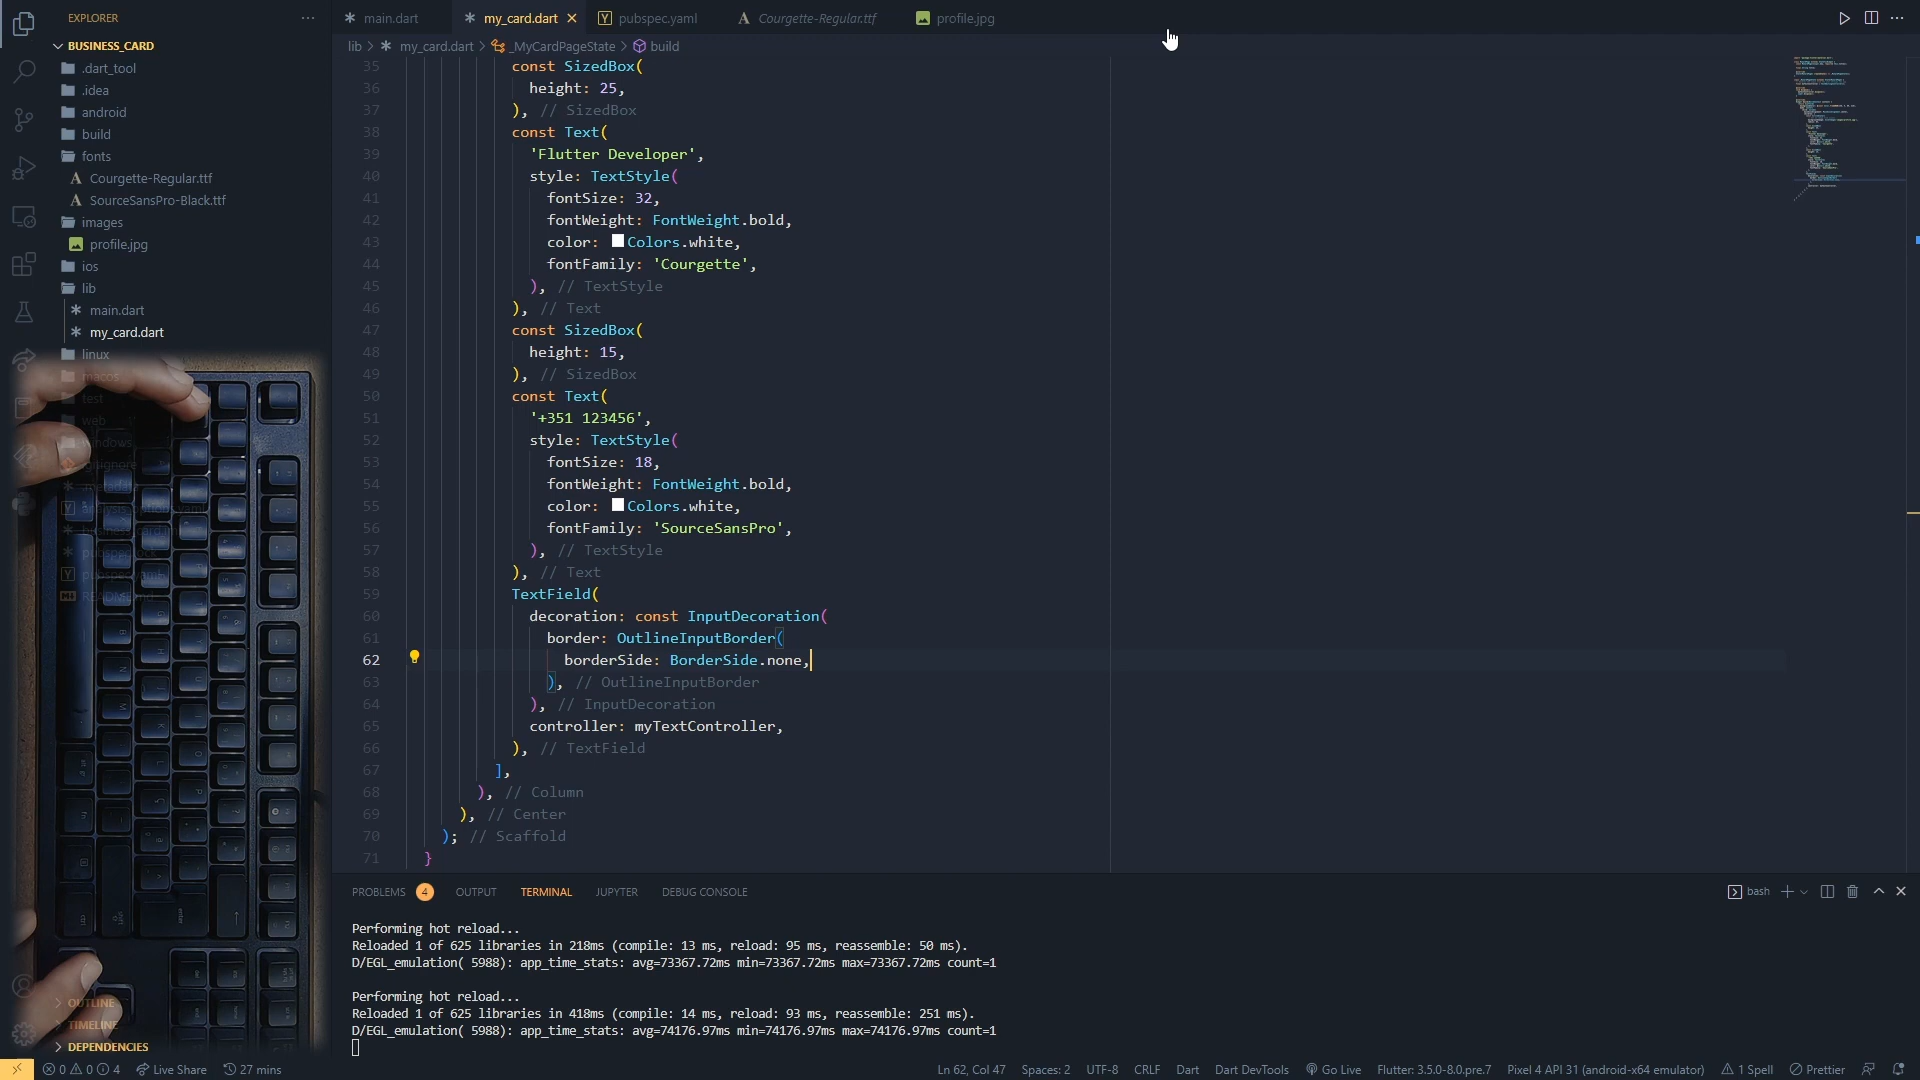 EXPLORER
main.dart
my_card.dart
pubspec.yaml
Courgette-Regular.ttf
profile.jpg
BUSINESS_CARD
.dart_tool
.idea
android
build
fonts
Courgette-Regular.ttf
SourceSansPro-Black.ttf
images
profile.jpg
ios
lib
main.dart
my_card.dart
linux
macos
test
web
windows
.gitignore
.metadata
OUTLINE
TIMELINE
DEPENDENCIES
lib > my_card.dart > _MyCardPageState > build
35 const SizedBox(
36 height: 25,
37 ), // SizedBox
38 const Text(
39 'Flutter Developer',
40 style: TextStyle(
41 fontSize: 32,
42 fontWeight: FontWeight.bold,
43 color: Colors.white,
44 fontFamily: 'Courgette',
45 ), // TextStyle
46 ), // Text
47 const SizedBox(
48 height: 15,
49 ), // SizedBox
50 const Text(
51 '+351 123456',
52 style: TextStyle(
53 fontSize: 18,
54 fontWeight: FontWeight.bold,
55 color: Colors.white,
56 fontFamily: 'SourceSansPro',
57 ), // TextStyle
58 ), // Text
59 TextField(
60 decoration: const InputDecoration(
61 border: OutlineInputBorder(
62 borderSide: BorderSide.none,
63 ), // OutlineInputBorder
64 ), // InputDecoration
65 controller: myTextController,
66 ), // TextField
67 ],
68 ), // Column
69 ), // Center
70 ); // Scaffold
71 }
PROBLEMS 4 OUTPUT TERMINAL JUPYTER DEBUG CONSOLE
bash
Performing hot reload...
Reloaded 1 of 625 libraries in 218ms (compile: 13 ms, reload: 95 ms, reassemble: 50 ms).
D/EGL_emulation( 5988): app_time_stats: avg=73367.72ms min=73367.72ms max=73367.72ms count=1
Performing hot reload...
Reloaded 1 of 625 libraries in 418ms (compile: 14 ms, reload: 93 ms, reassemble: 251 ms).
D/EGL_emulation( 5988): app_time_stats: avg=74176.97ms min=74176.97ms max=74176.97ms count=1
0 0 4 Live Share 27 mins
Ln 62, Col 47 Spaces: 2 UTF-8 CRLF Dart Dart DevTools Go Live Flutter: 3.5.0-8.0.pre.7 Pixel 4 API 31 (android-x64 emulator) 1 Spell Prettier